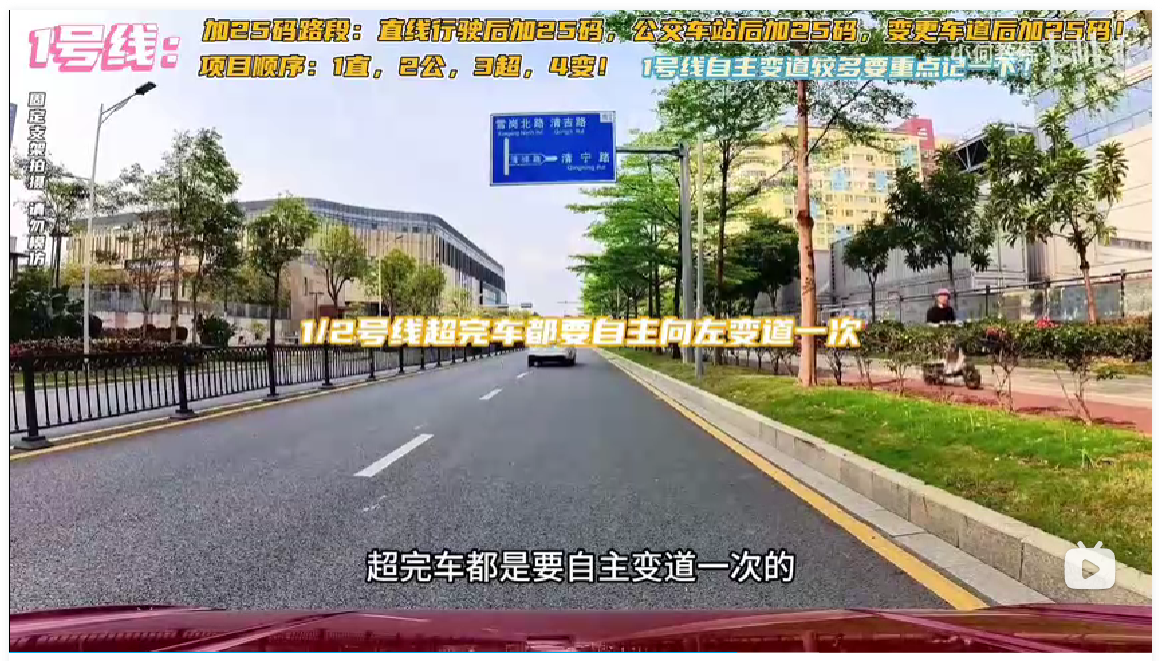 1号线：
加25码路段：直线行驶后加25码，公交车站后加25码，变更车道后加25码！
项目顺序：1直，2公，3超，4变！
1号线自主变道较多要重点记一下！
固定支架拍摄 请勿模仿
雪岗北路 清吉路
Qingji Rd
清宁路
Qingning Rd
1/2号线超完车都要自主向左变道一次
超完车都是要自主变道一次的